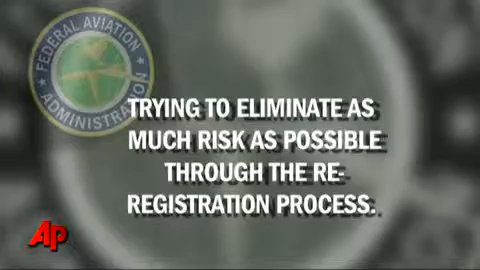 FEDERAL AVIATION
ADMINISTRATION
TRYING TO ELIMINATE AS
MUCH RISK AS POSSIBLE
THROUGH THE RE-
REGISTRATION PROCESS.
AP